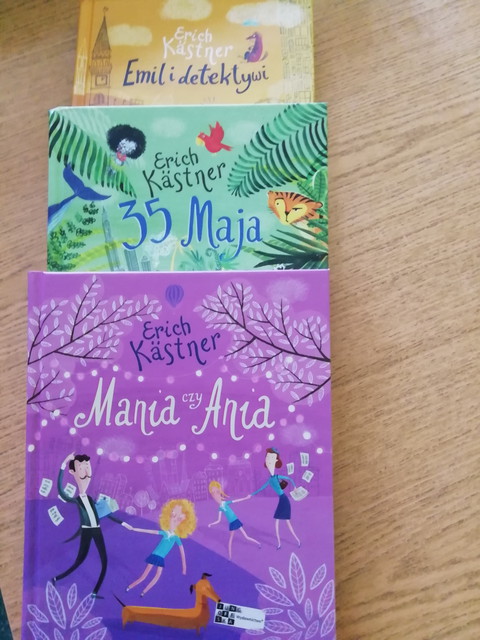 Erich
Kästner
Emil i detektywi
Erich
Kästner
35 Maja
Erich
Kästner
Mania czy Ania